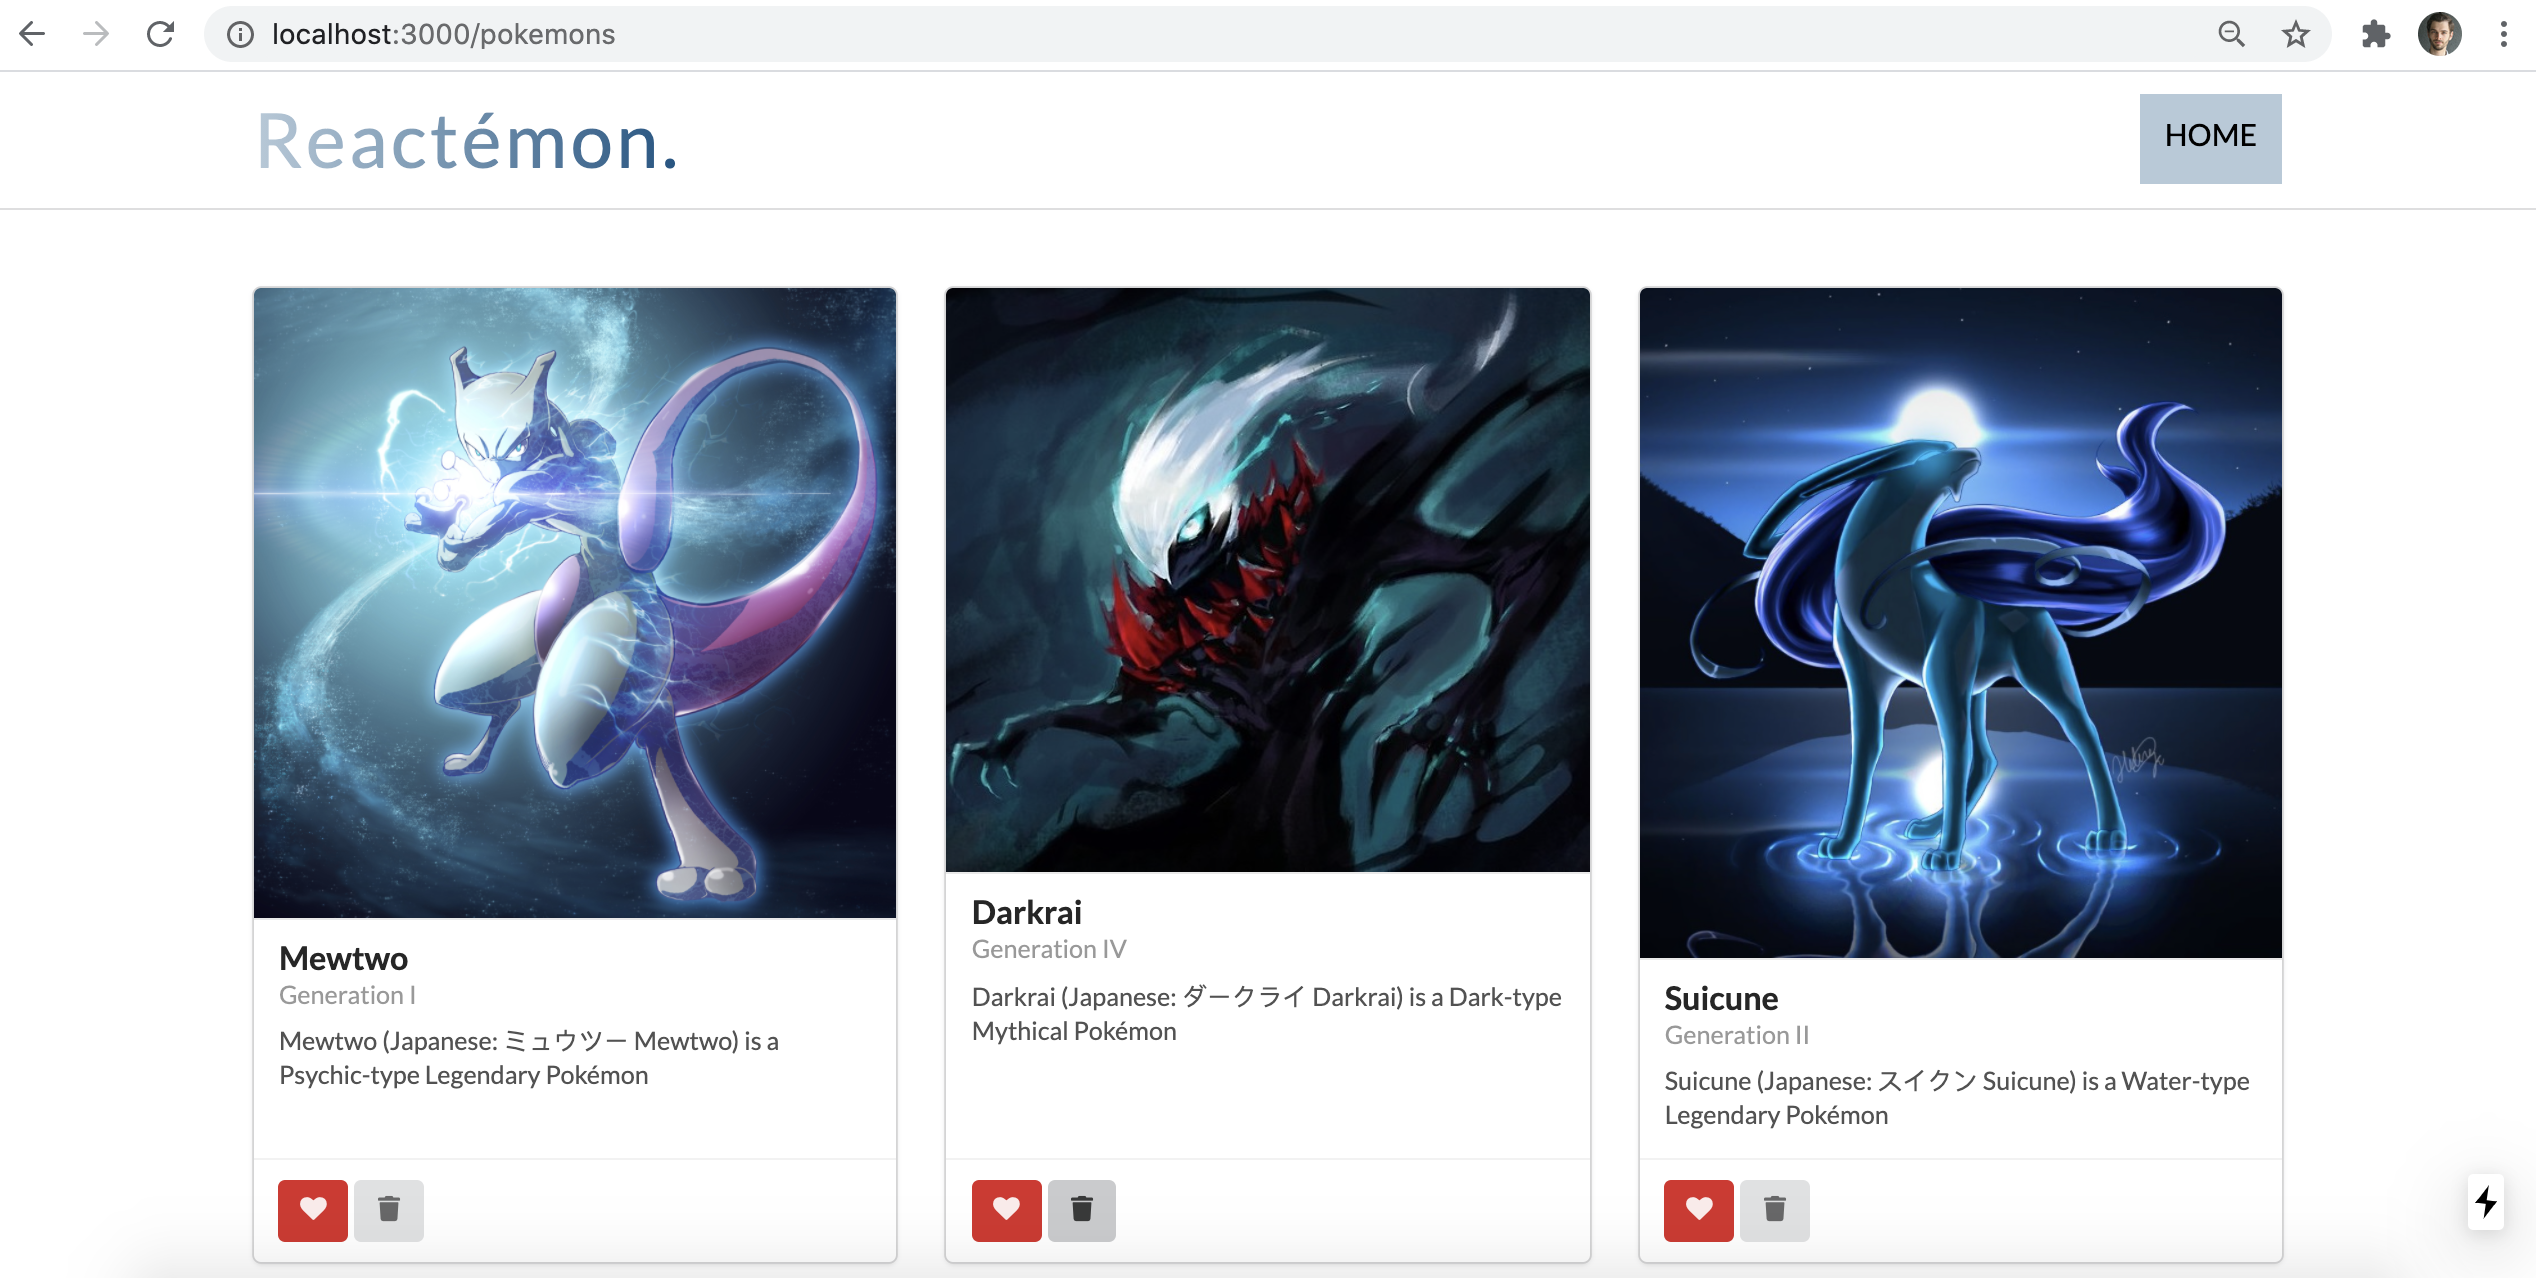 localhost:3000/pokemons
Reactémon.
HOME
Mewtwo
Generation I
Mewtwo (Japanese: ミュウツー Mewtwo) is a
Psychic-type Legendary Pokémon
Darkrai
Generation IV
Darkrai (Japanese: ダークライ Darkrai) is a Dark-type
Mythical Pokémon
Suicune
Generation II
Suicune (Japanese: スイクン Suicune) is a Water-type
Legendary Pokémon